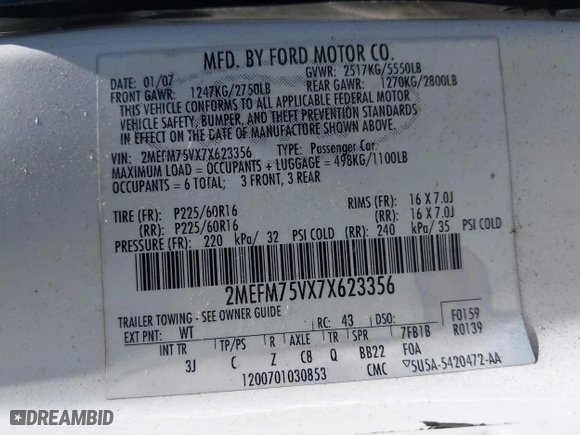 MFD. BY FORD MOTOR CO.
DATE: 01/07 GVWR: 2517KG/5550LB
FRONT GAWR: 1247KG/2750LB REAR GAWR: 1270KG/2800LB
THIS VEHICLE CONFORMS TO ALL APPLICABLE FEDERAL MOTOR
VEHICLE SAFETY, BUMPER, AND THEFT PREVENTION STANDARDS
IN EFFECT ON THE DATE OF MANUFACTURE SHOWN ABOVE.
VIN: 2MEFM75VX7X623356 TYPE: Passenger Car
MAXIMUM LOAD = OCCUPANTS + LUGGAGE = 498KG/1100LB
OCCUPANTS = 6 TOTAL; 3 FRONT, 3 REAR
TIRE (FR): P225/60R16 RIMS (FR): 16 X 7.0J
(RR): P225/60R16 (RR): 16 X 7.0J
PRESSURE (FR): 220 kPa/ 32 PSI COLD (RR): 240 kPa/ 35 PSI COLD
2MEFM75VX7X623356
TRAILER TOWING - SEE OWNER GUIDE
EXT PNT: WT RC: 43 DSO: F0159
INT TR TP/PS R AXLE TR SPR 7FB1B R0139
3J C Z C8 Q BB22 F0A
1200701030853 CMC ▽5U5A-5420472-AA
DREAMBID